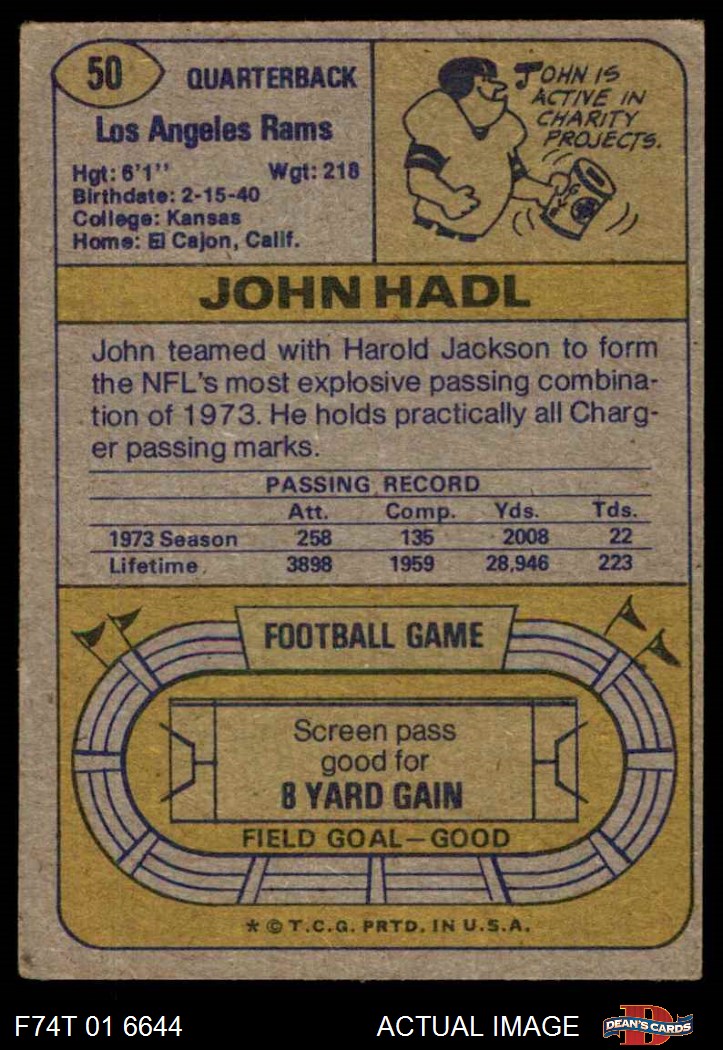 50
QUARTERBACK
Los Angeles Rams
Hgt: 6'1" Wgt: 218
Birthdate: 2-15-40
College: Kansas
Home: El Cajon, Calif.
JOHN IS
ACTIVE IN
CHARITY
PROJECTS.
JOHN HADL
John teamed with Harold Jackson to form
the NFL's most explosive passing combina-
tion of 1973. He holds practically all Charg-
er passing marks.
PASSING RECORD
Att. Comp. Yds. Tds.
1973 Season 258 135 2008 22
Lifetime 3898 1959 28,946 223
FOOTBALL GAME
Screen pass
good for
8 YARD GAIN
FIELD GOAL—GOOD
* © T.C.G. PRTD. IN U.S.A.
F74T 01 6644 ACTUAL IMAGE
D
DEAN'S CARDS